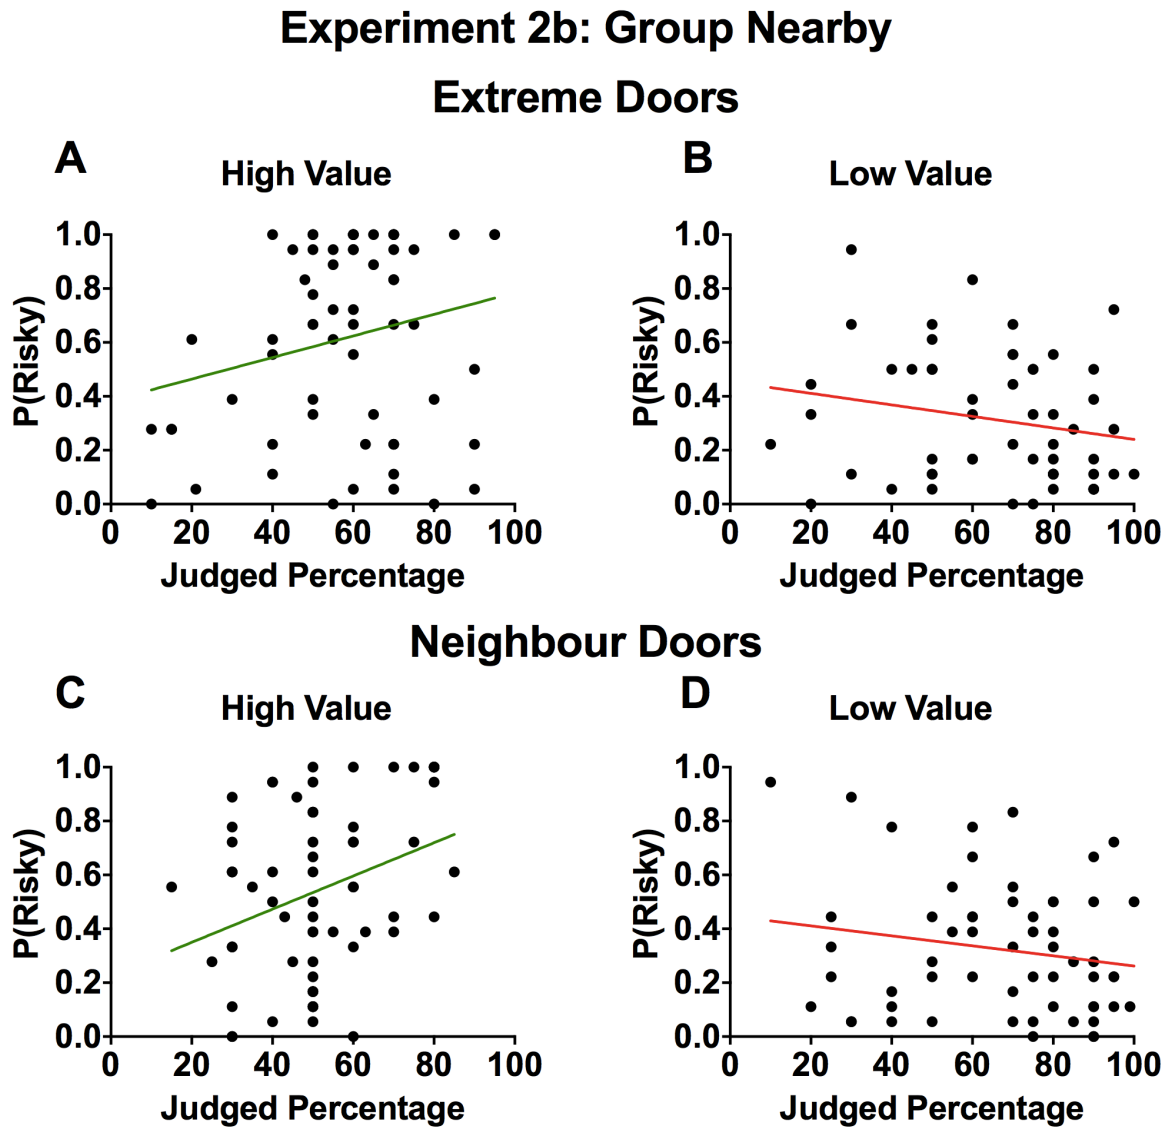 Experiment 2b: Group Nearby
Extreme Doors
A
High Value
P(Risky)
1.0
0.8
0.6
0.4
0.2
0.0
0 20 40 60 80 100
Judged Percentage
B
Low Value
P(Risky)
1.0
0.8
0.6
0.4
0.2
0.0
0 20 40 60 80 100
Judged Percentage
Neighbour Doors
C
High Value
P(Risky)
1.0
0.8
0.6
0.4
0.2
0.0
0 20 40 60 80 100
Judged Percentage
D
Low Value
P(Risky)
1.0
0.8
0.6
0.4
0.2
0.0
0 20 40 60 80 100
Judged Percentage